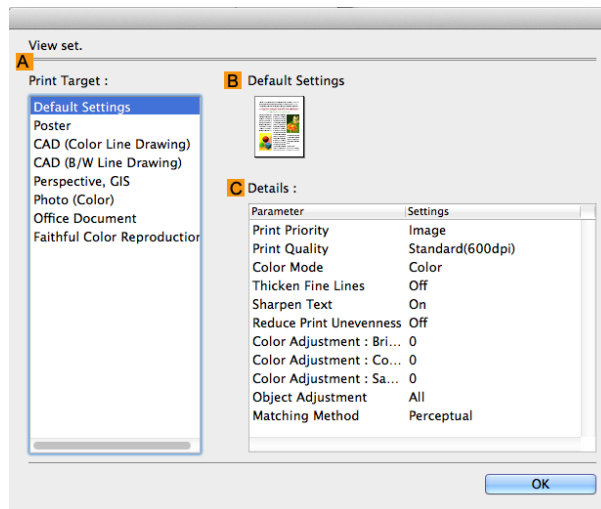 View set.
A
Print Target :
Default Settings
Poster
CAD (Color Line Drawing)
CAD (B/W Line Drawing)
Perspective, GIS
Photo (Color)
Office Document
Faithful Color Reproduction
B Default Settings
C Details :
Parameter Settings
Print Priority Image
Print Quality Standard(600dpi)
Color Mode Color
Thicken Fine Lines Off
Sharpen Text On
Reduce Print Unevenness Off
Color Adjustment : Bri... 0
Color Adjustment : Co... 0
Color Adjustment : Sa... 0
Object Adjustment All
Matching Method Perceptual
OK